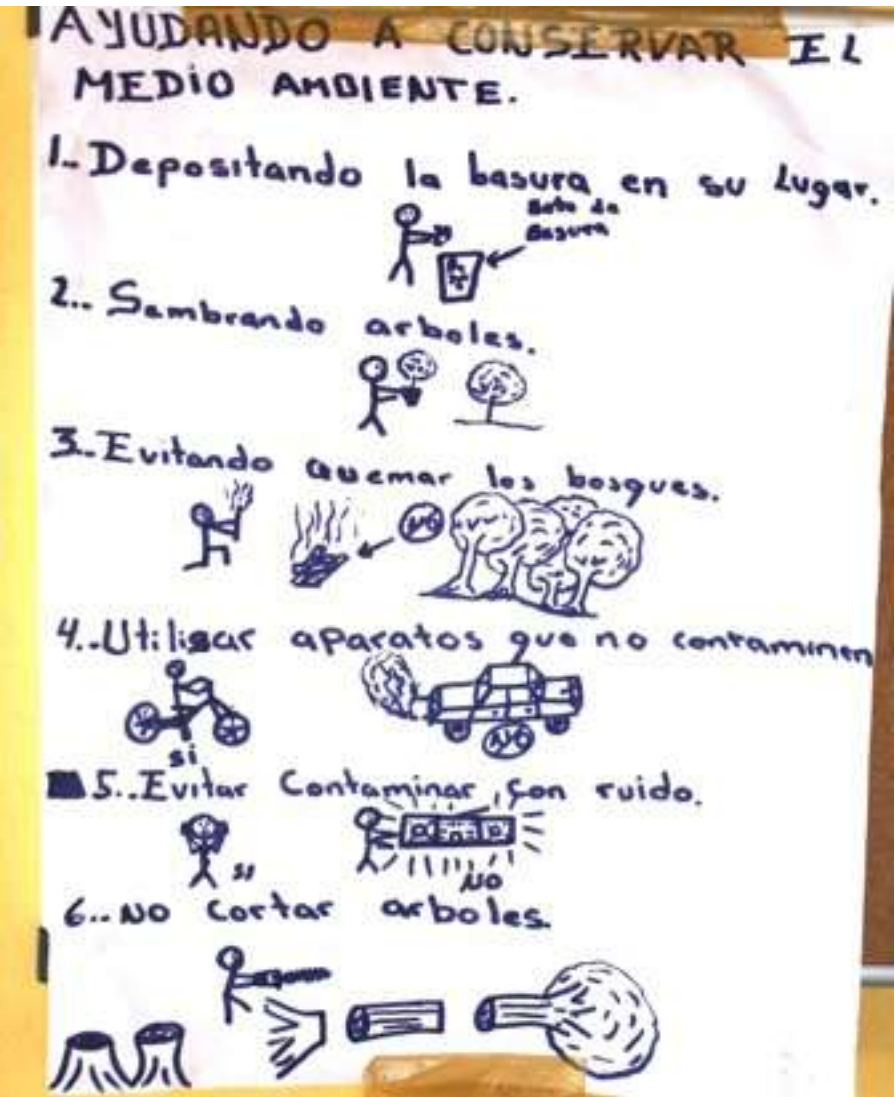 AYUDANDO A CONSERVAR EL
MEDIO AMBIENTE.
1.- Depositando la basura en su Lugar.
Bote de
Basura
2.. Sembrando arboles.
3.. Evitando quemar los bosques.
NO
4.. Utilisar aparatos que no contaminen
si
NO
5.. Evitar Contaminar con ruido.
si
NO
6.. NO cortar arboles.